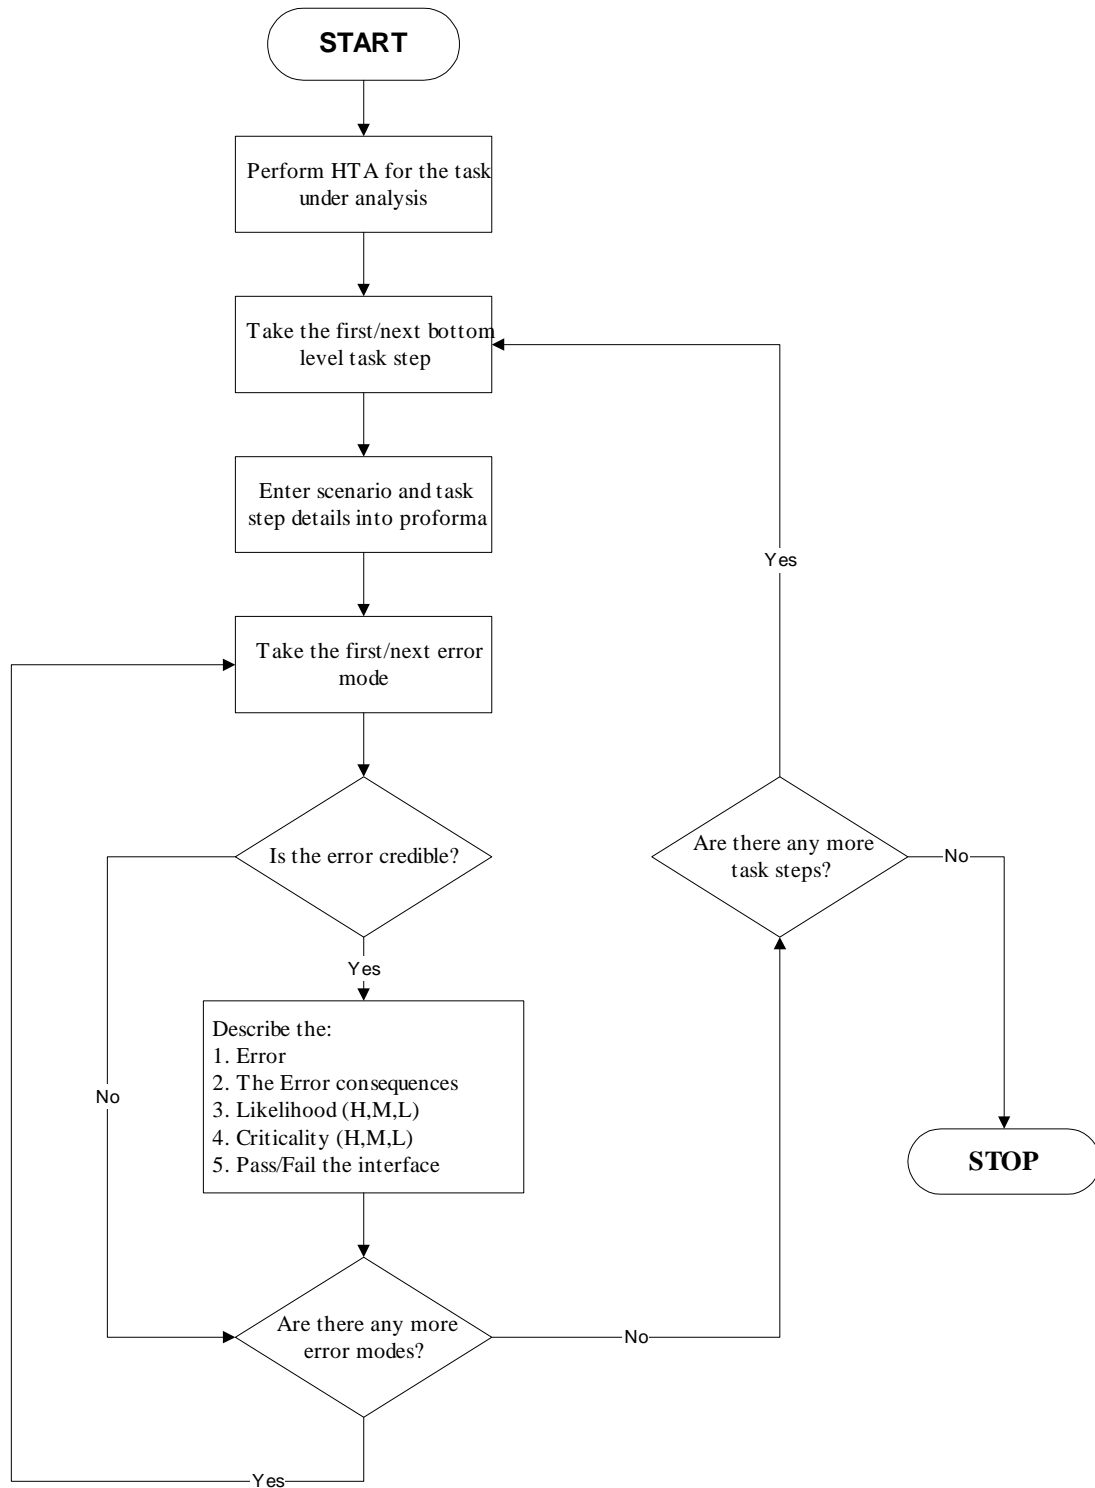 START
Perform HTA for the task
under analysis
Take the first/next bottom
level task step
Enter scenario and task
step details into proforma
Yes
Take the first/next error
mode
Is the error credible?
Are there any more
task steps?
No
Yes
Describe the:
1. Error
2. The Error consequences
3. Likelihood (H,M,L)
4. Criticality (H,M,L)
5. Pass/Fail the interface
No
STOP
Are there any more
error modes?
No
Yes